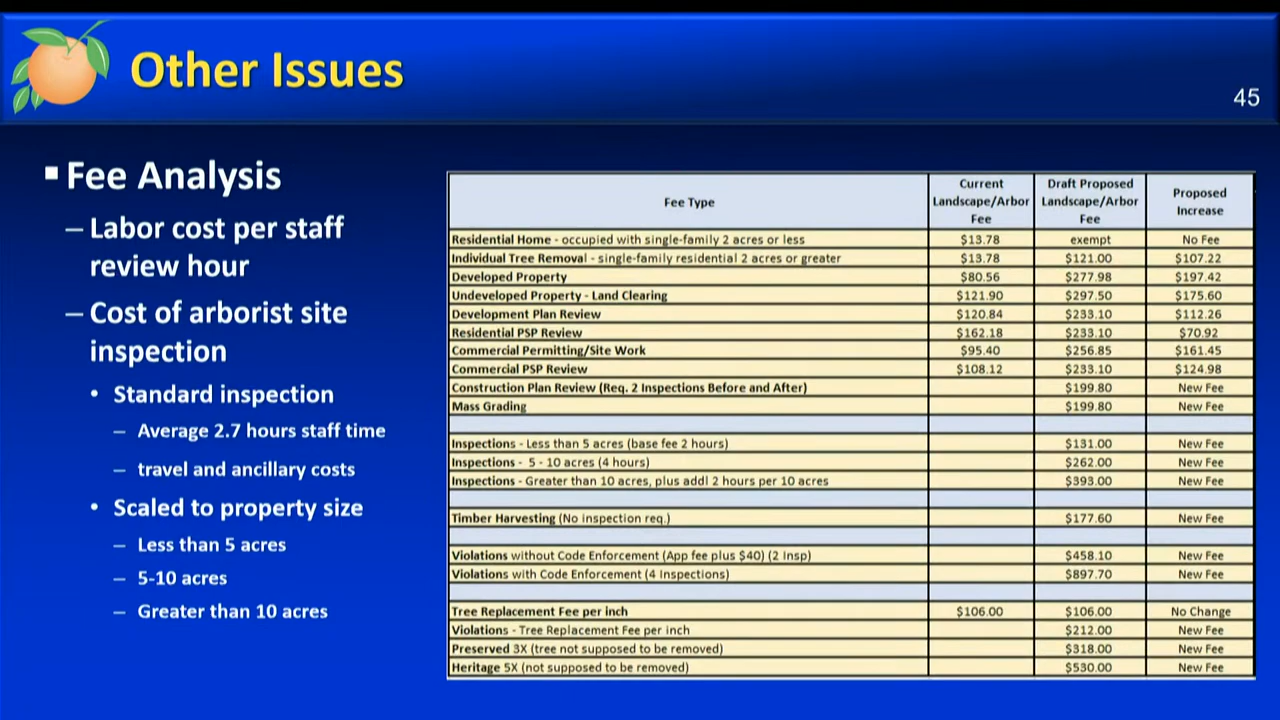 Other Issues
45
▪ Fee Analysis
– Labor cost per staff
review hour
– Cost of arborist site
inspection
• Standard inspection
– Average 2.7 hours staff time
– travel and ancillary costs
• Scaled to property size
– Less than 5 acres
– 5-10 acres
– Greater than 10 acres
Fee Type
Current
Landscape/Arbor
Fee
Draft Proposed
Landscape/Arbor
Fee
Proposed
Increase
Residential Home - occupied with single-family 2 acres or less $13.78 exempt No Fee
Individual Tree Removal - single-family residential 2 acres or greater $13.78 $121.00 $107.22
Developed Property $80.56 $277.98 $197.42
Undeveloped Property - Land Clearing $121.90 $297.50 $175.60
Development Plan Review $120.84 $233.10 $112.26
Residential PSP Review $162.18 $233.10 $70.92
Commercial Permitting/Site Work $95.40 $256.85 $161.45
Commercial PSP Review $108.12 $233.10 $124.98
Construction Plan Review (Req. 2 Inspections Before and After) $199.80 New Fee
Mass Grading $199.80 New Fee
Inspections - Less than 5 acres (base fee 2 hours) $131.00 New Fee
Inspections - 5 - 10 acres (4 hours) $262.00 New Fee
Inspections - Greater than 10 acres, plus addl 2 hours per 10 acres $393.00 New Fee
Timber Harvesting (No inspection req.) $177.60 New Fee
Violations without Code Enforcement (App fee plus $40) (2 Insp) $458.10 New Fee
Violations with Code Enforcement (4 Inspections) $897.70 New Fee
Tree Replacement Fee per inch $106.00 $106.00 No Change
Violations - Tree Replacement Fee per inch $212.00 New Fee
Preserved 3X (tree not supposed to be removed) $318.00 New Fee
Heritage 5X (not supposed to be removed) $530.00 New Fee